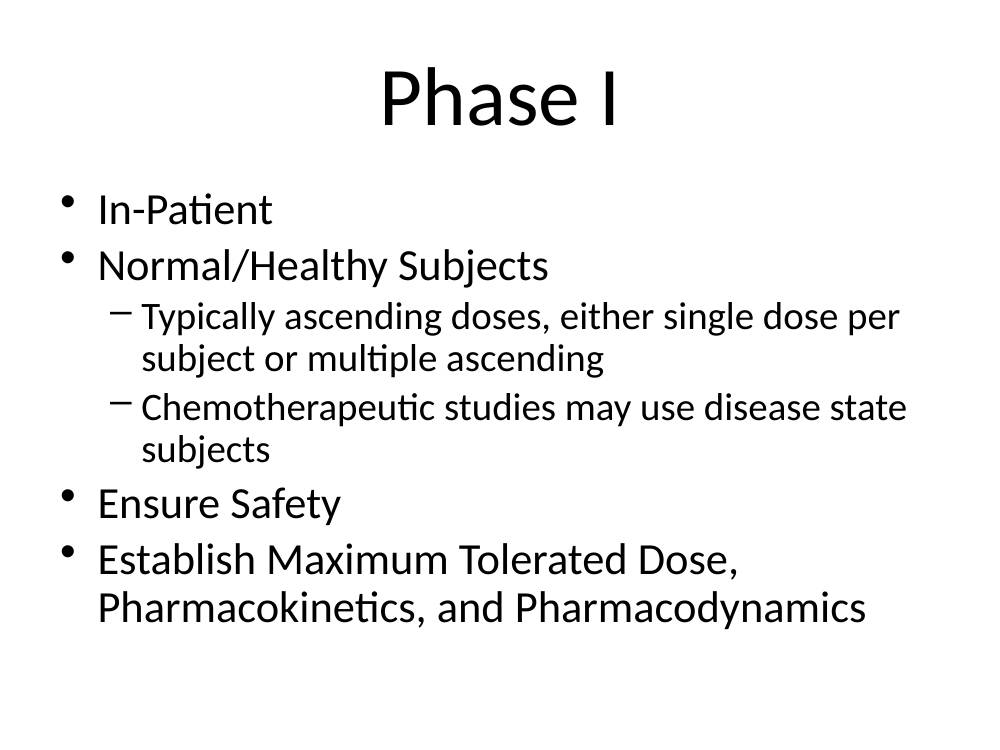 Phase I
• In-Patient
• Normal/Healthy Subjects
– Typically ascending doses, either single dose per
subject or multiple ascending
– Chemotherapeutic studies may use disease state
subjects
• Ensure Safety
• Establish Maximum Tolerated Dose,
Pharmacokinetics, and Pharmacodynamics